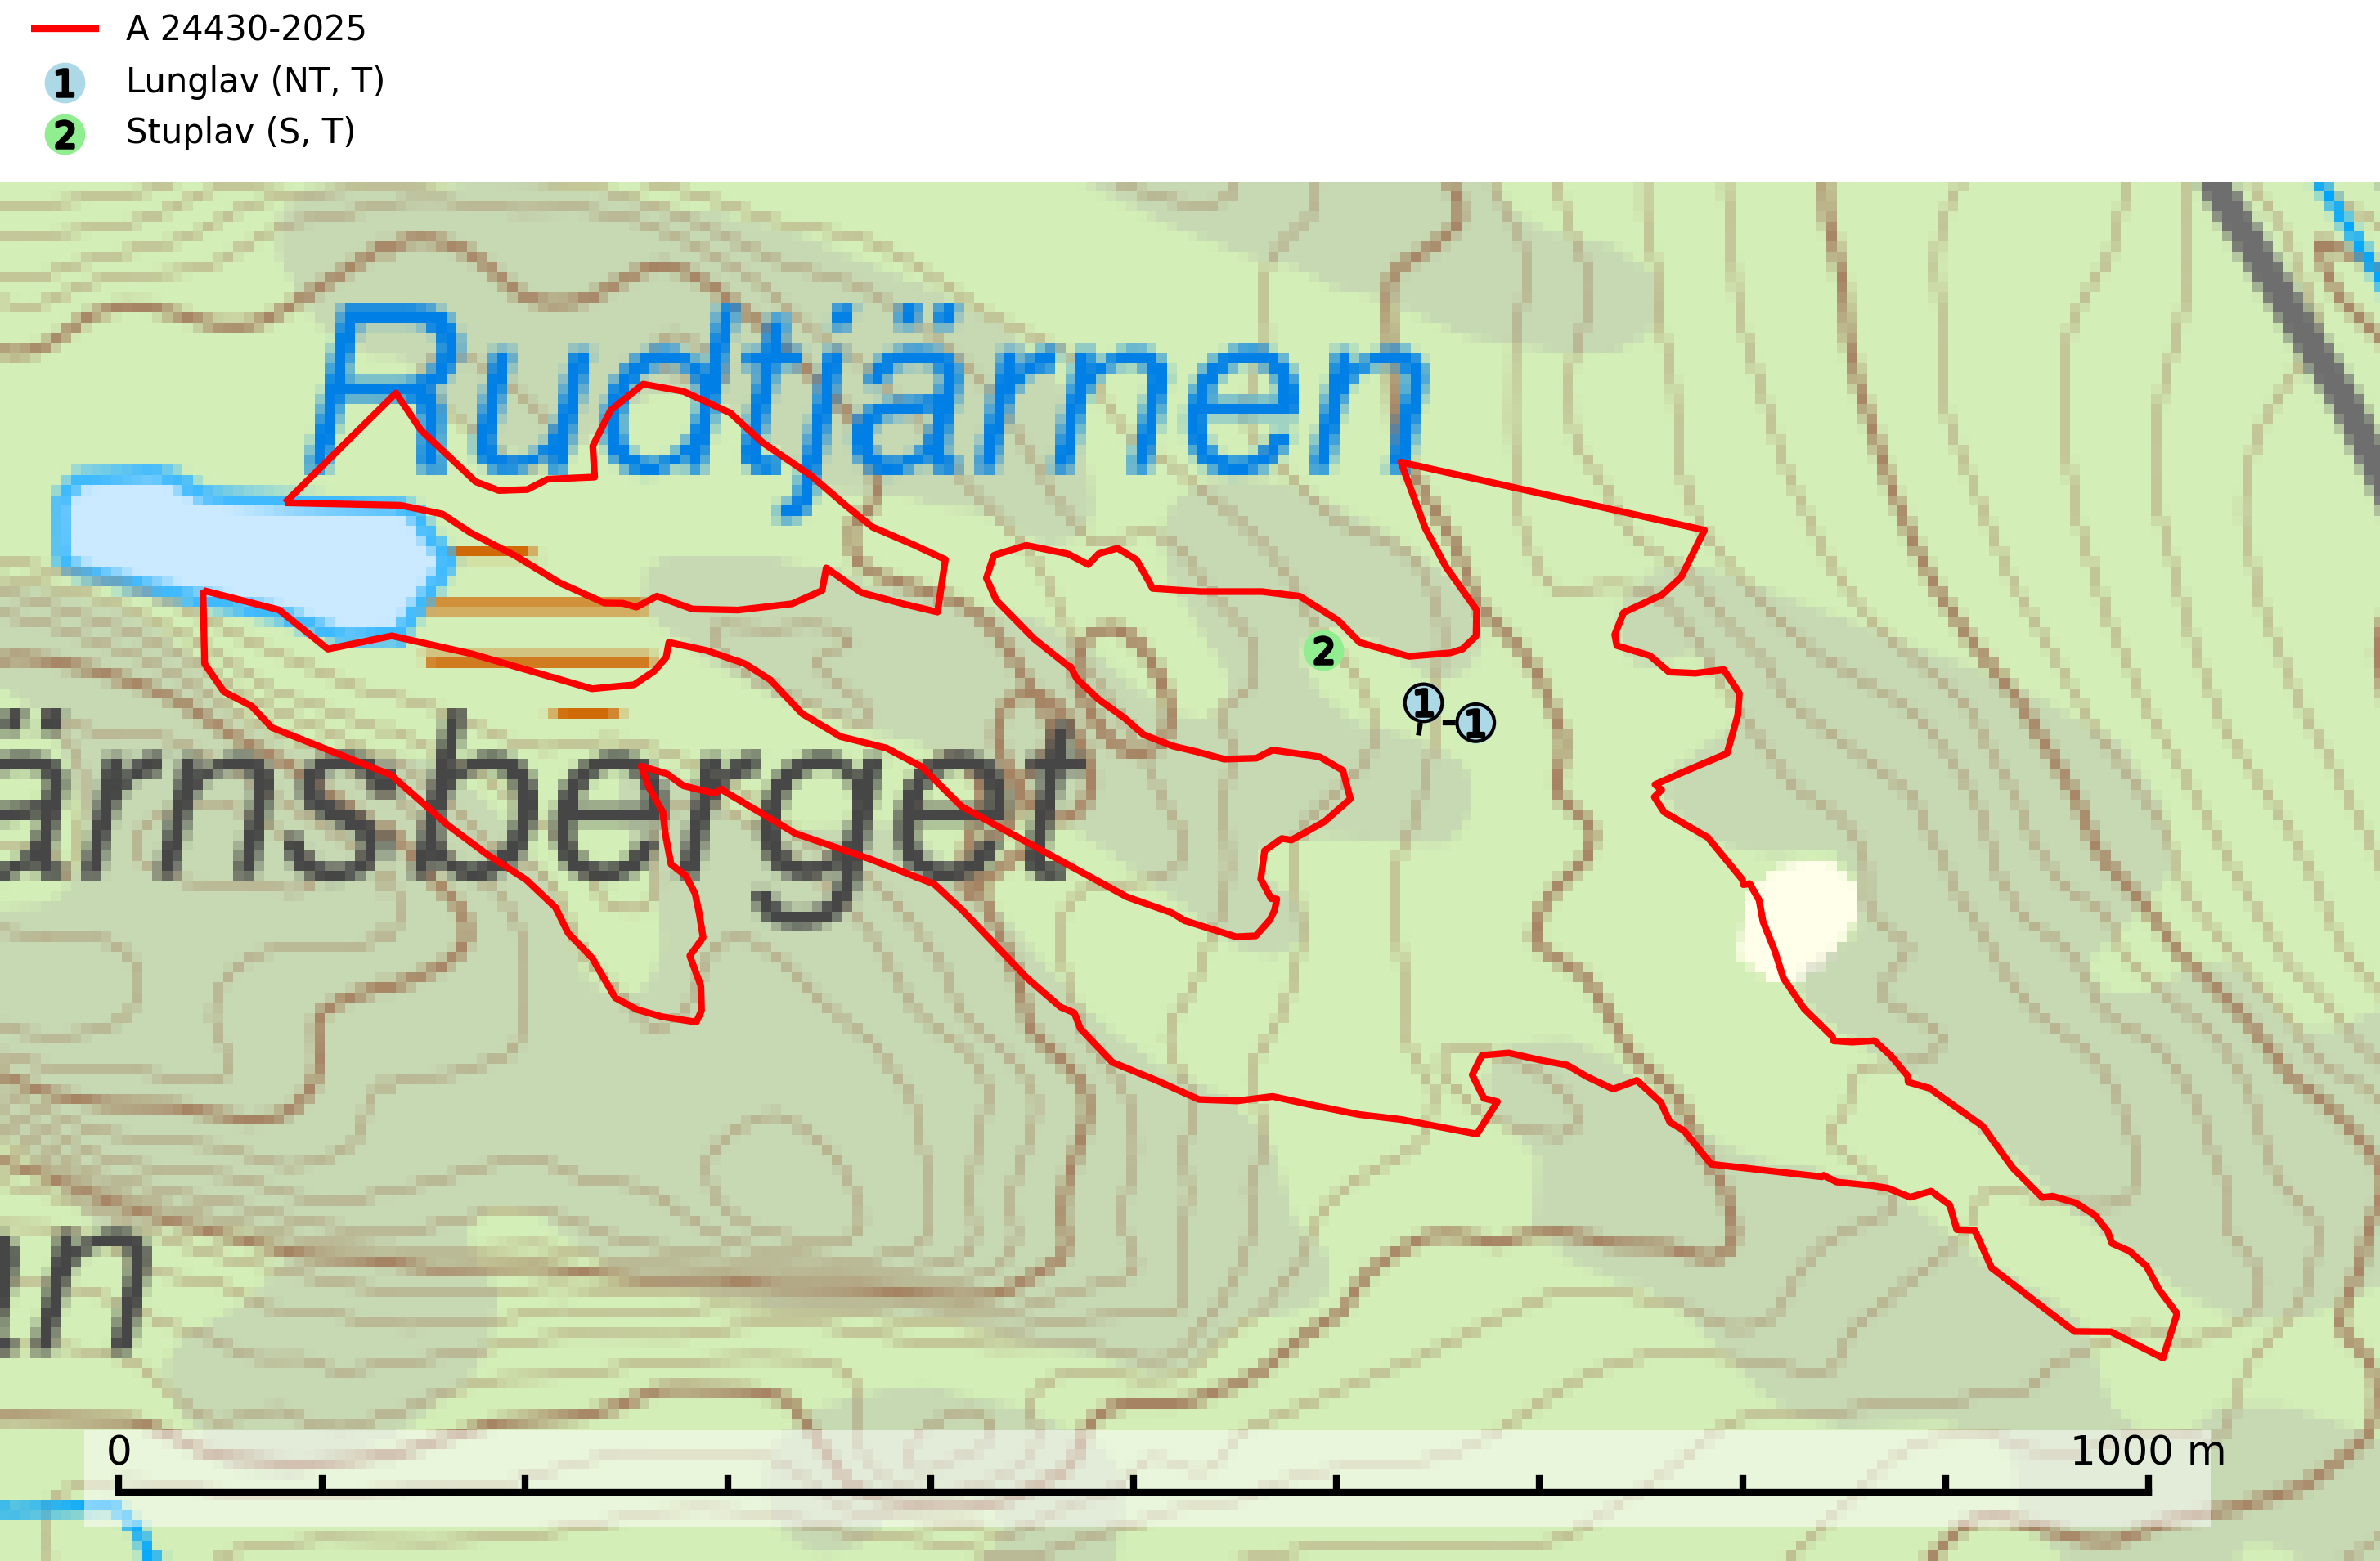 A 24430-2025
1 Lunglav (NT, T)
2 Stuplav (S, T)
Rudtjärnen
2
1 1
ärnsberget
0 1000 m